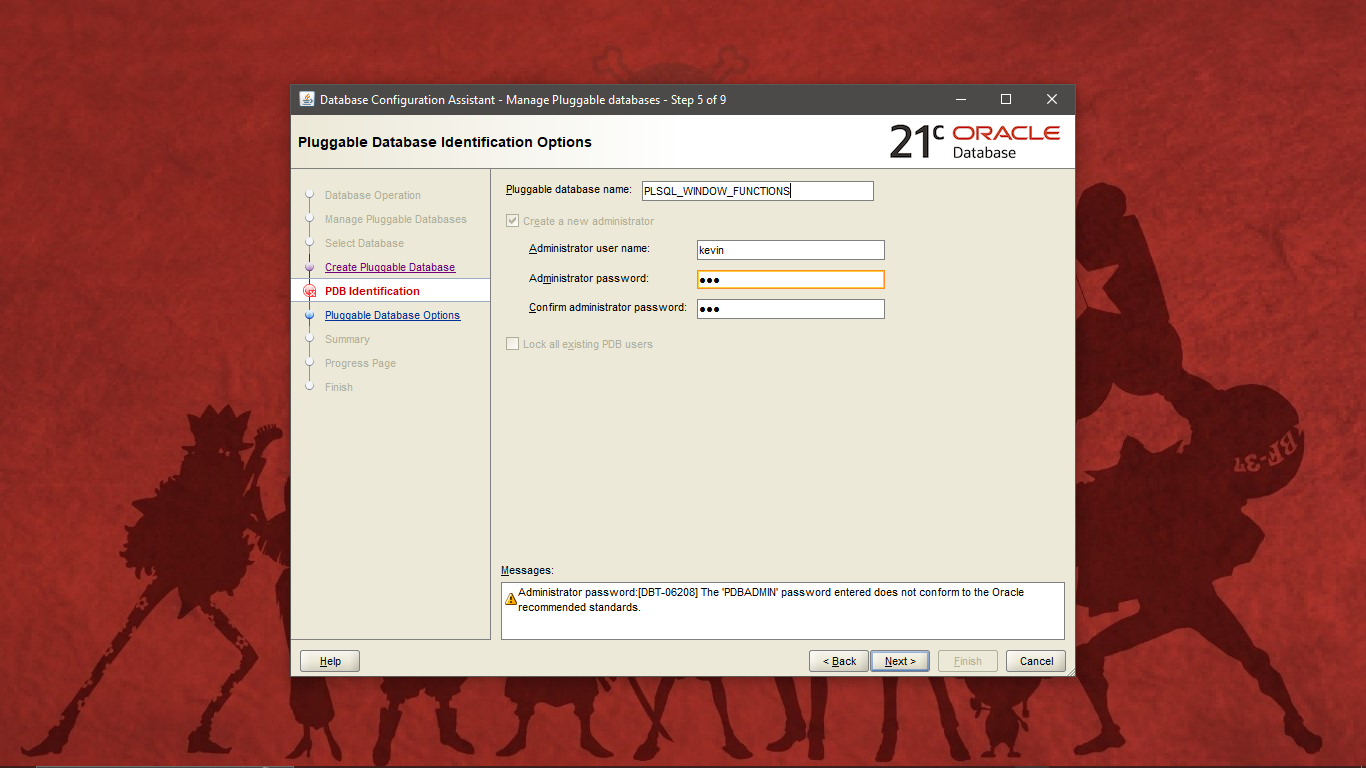 Database Configuration Assistant - Manage Pluggable databases - Step 5 of 9
Pluggable Database Identification Options
21c ORACLE
Database
Database Operation
Manage Pluggable Databases
Select Database
Create Pluggable Database
PDB Identification
Pluggable Database Options
Summary
Progress Page
Finish
Pluggable database name: PLSQL_WINDOW_FUNCTIONS
Create a new administrator
Administrator user name: kevin
Administrator password: ●●●
Confirm administrator password: ●●●
Lock all existing PDB users
Messages:
Administrator password:[DBT-06208] The 'PDBADMIN' password entered does not conform to the Oracle
recommended standards.
Help
< Back
Next >
Finish
Cancel
BF-37